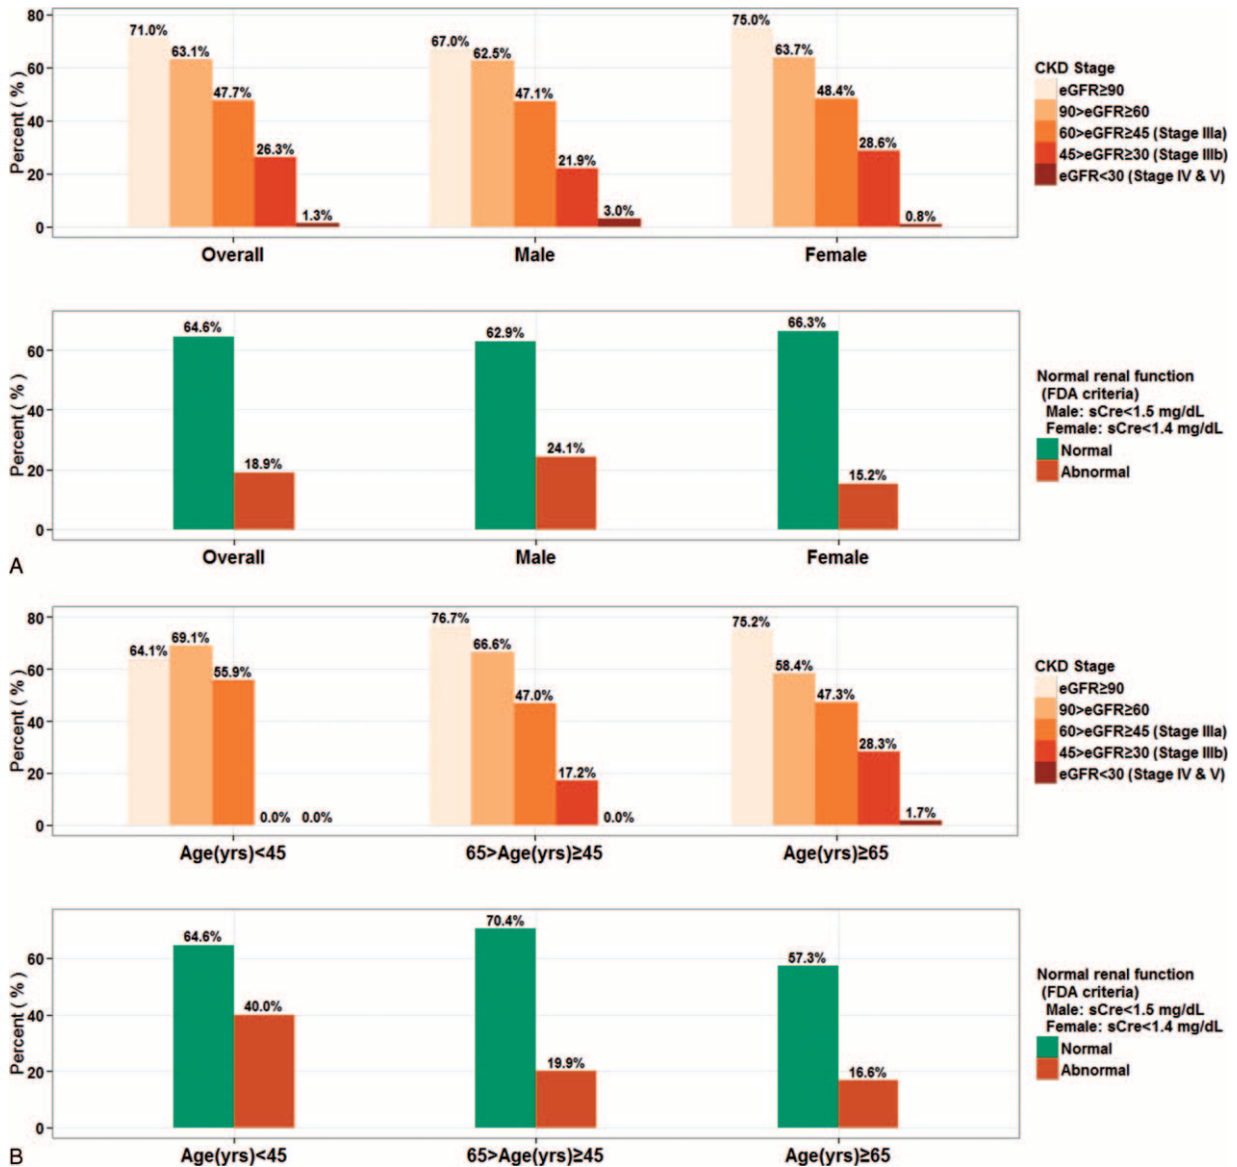 80
60
40
20
0
Percent ( % )
71.0%
63.1%
47.7%
26.3%
1.3%
67.0%
62.5%
47.1%
21.9%
3.0%
75.0%
63.7%
48.4%
28.6%
0.8%
Overall
Male
Female
CKD Stage
eGFR≥90
90>eGFR≥60
60>eGFR≥45 (Stage IIIa)
45>eGFR≥30 (Stage IIIb)
eGFR<30 (Stage IV & V)
60
40
20
0
Percent ( % )
64.6%
18.9%
62.9%
24.1%
66.3%
15.2%
Overall
Male
Female
Normal renal function
(FDA criteria)
Male: sCre<1.5 mg/dL
Female: sCre<1.4 mg/dL
Normal
Abnormal
A
80
60
40
20
0
Percent ( % )
64.1%
69.1%
55.9%
0.0%
0.0%
76.7%
66.6%
47.0%
17.2%
0.0%
75.2%
58.4%
47.3%
28.3%
1.7%
Age(yrs)<45
65>Age(yrs)≥45
Age(yrs)≥65
CKD Stage
eGFR≥90
90>eGFR≥60
60>eGFR≥45 (Stage IIIa)
45>eGFR≥30 (Stage IIIb)
eGFR<30 (Stage IV & V)
60
40
20
0
Percent ( % )
64.6%
40.0%
70.4%
19.9%
57.3%
16.6%
Age(yrs)<45
65>Age(yrs)≥45
Age(yrs)≥65
Normal renal function
(FDA criteria)
Male: sCre<1.5 mg/dL
Female: sCre<1.4 mg/dL
Normal
Abnormal
B